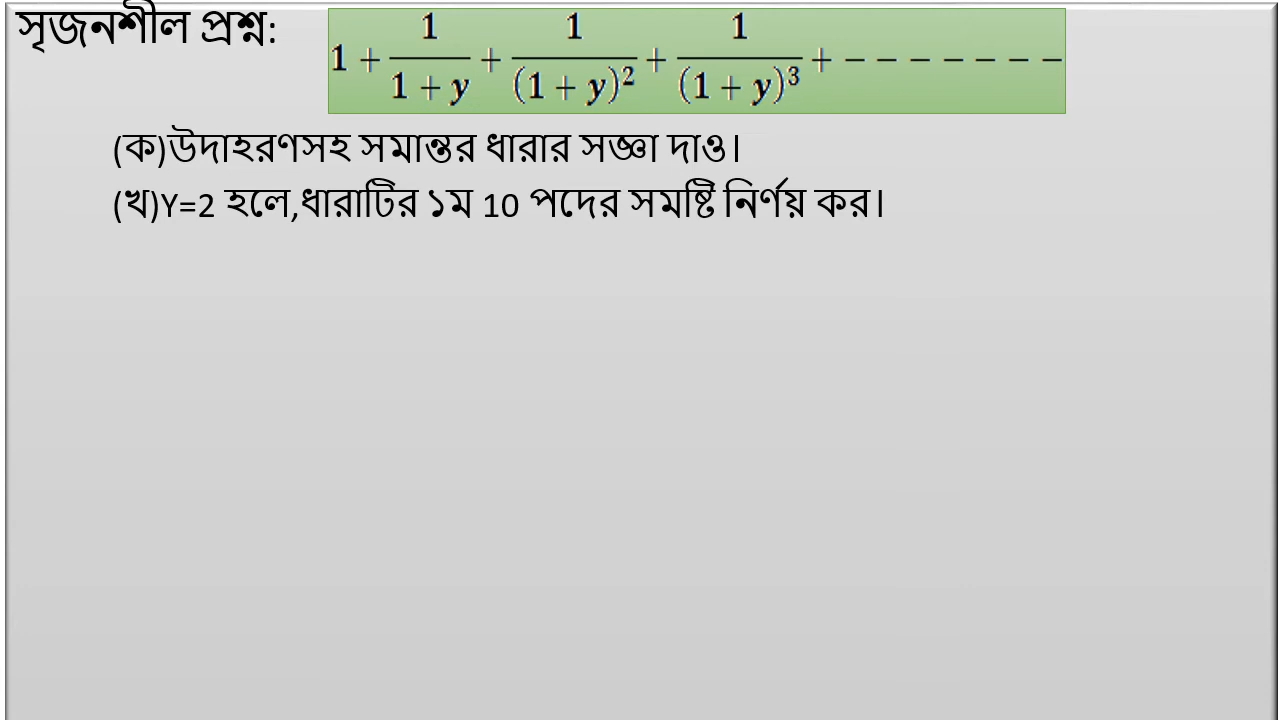 সৃজনশীল প্রশ্ন: 1 + 1/(1 + y) + 1/(1 + y)² + 1/(1 + y)³ + − − − − − − −
(ক)উদাহরণসহ সমান্তর ধারার সজ্ঞা দাও।
(খ)Y=2 হলে,ধারাটির ১ম 10 পদের সমষ্টি নির্ণয় কর।